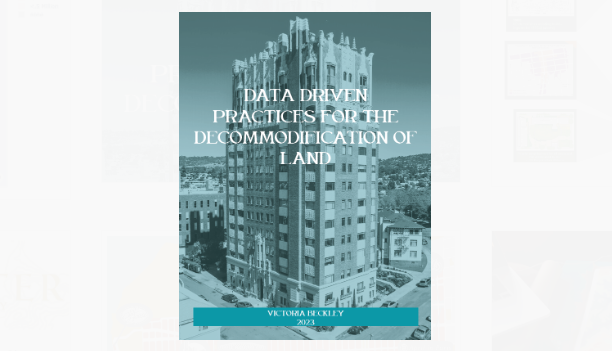 DATA DRIVEN
PRACTICES FOR THE
DECOMMODIFICATION OF
LAND
VICTORIA BECKLEY
2023